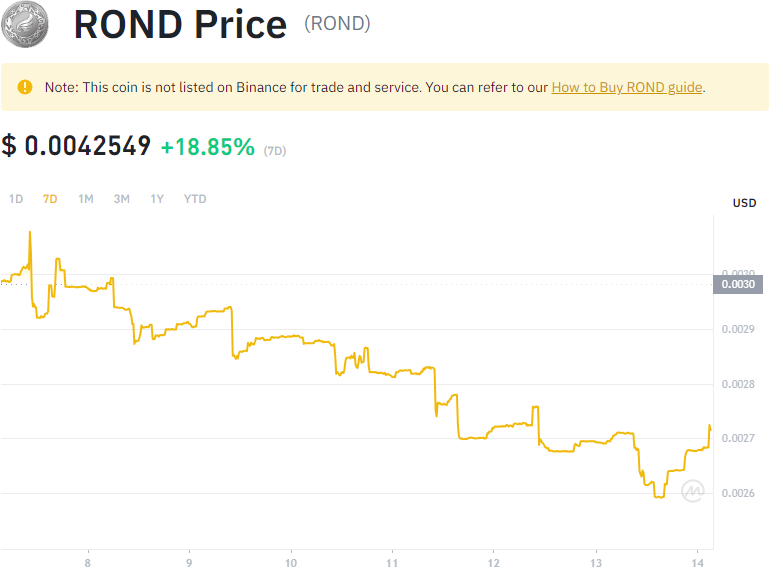 ROND Price (ROND)
Note: This coin is not listed on Binance for trade and service. You can refer to our How to Buy ROND guide.
$ 0.0042549 +18.85% (7D)
1D 7D 1M 3M 1Y YTD
USD
0.0030
0.0030
0.0029
0.0028
0.0027
0.0026
8 9 10 11 12 13 14